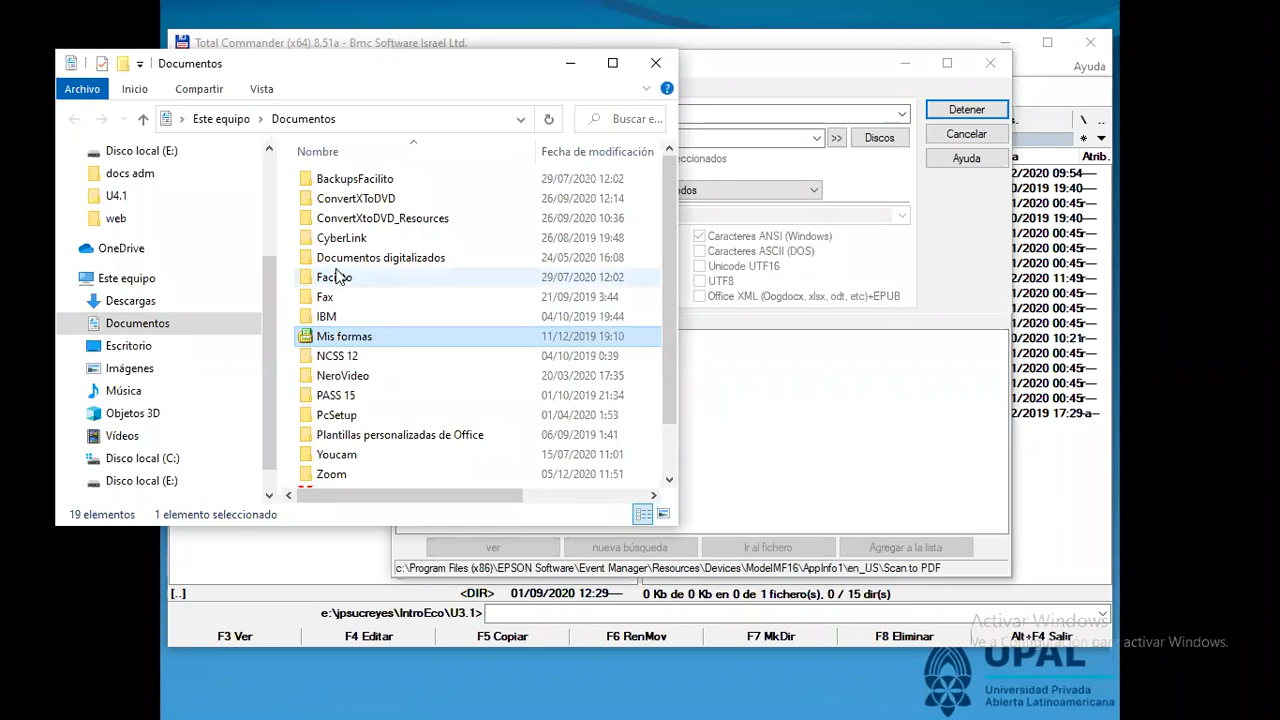 Total Commander (x64) 8.51a - Bmc Software Israel Ltd.
Ayuda
Documentos
Archivo
Inicio
Compartir
Vista
Este equipo
Documentos
Buscar e...
Disco local (E:)
docs adm
U4.1
web
OneDrive
Este equipo
Descargas
Documentos
Escritorio
Imágenes
Música
Objetos 3D
Vídeos
Disco local (C:)
Disco local (E:)
Nombre
Fecha de modificación
BackupsFacilito 29/07/2020 12:02
ConvertXToDVD 26/09/2020 12:14
ConvertXtoDVD_Resources 26/09/2020 10:36
CyberLink 26/08/2019 19:48
Documentos digitalizados 24/05/2020 16:08
Facilito 29/07/2020 12:02
Fax 21/09/2019 3:44
IBM 04/10/2019 19:44
Mis formas 11/12/2019 19:10
NCSS 12 04/10/2019 0:39
NeroVideo 20/03/2020 17:35
PASS 15 01/10/2019 21:34
PcSetup 01/04/2020 1:53
Plantillas personalizadas de Office 06/09/2019 1:41
Youcam 15/07/2020 11:01
Zoom 05/12/2020 11:51
19 elementos
1 elemento seleccionado
>>
Discos
Detener
Cancelar
Ayuda
Caracteres ANSI (Windows)
Caracteres ASCII (DOS)
Unicode UTF16
UTF8
Office XML (Oogdocx, xlsx, odt, etc)+EPUB
ver
nueva búsqueda
Ir al fichero
Agregar a la lista
c:\Program Files (x86)\EPSON Software\Event Manager\Resources\Devices\ModelMF16\AppInfo1\en_US\Scan to PDF
Atrib.
[..]
<DIR> 01/09/2020 12:29
0 Kb de 0 Kb en 0 de 1 fichero(s), 0 / 15 dir(s)
e:\jpsucreyes\IntroEco\U3.1>
F3 Ver
F4 Editar
F5 Copiar
F6 RenMov
F7 MkDir
F8 Eliminar
Alt+F4 Salir
Activar Windows
Ve a Configuración para activar Windows.
UPAL
Universidad Privada
Abierta Latinoamericana